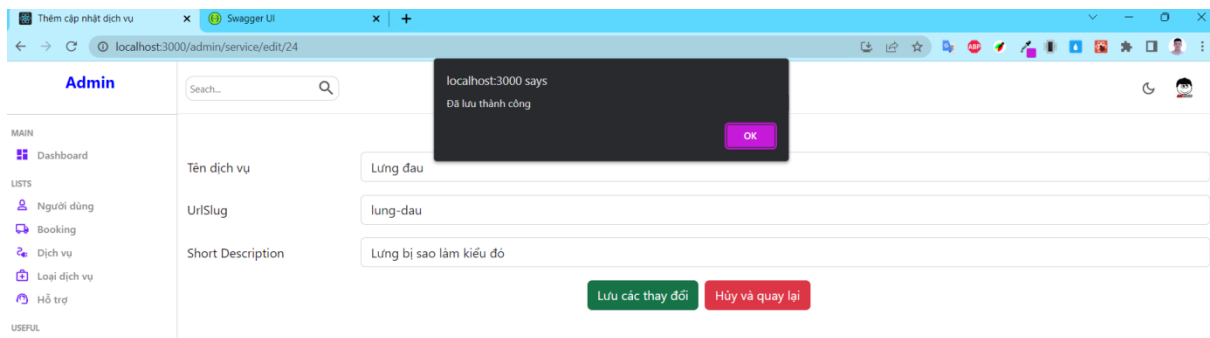 Thêm cập nhật dịch vụ
Swagger UI
localhost:3000/admin/service/edit/24
ABP
Admin
Seach...
localhost:3000 says
Đã lưu thành công
OK
MAIN
Dashboard
LISTS
Người dùng
Booking
Dịch vụ
Loại dịch vụ
Hỗ trợ
USEFUL
Tên dịch vụ
Lưng đau
UrlSlug
lung-dau
Short Description
Lưng bị sao làm kiểu đó
Lưu các thay đổi
Hủy và quay lại